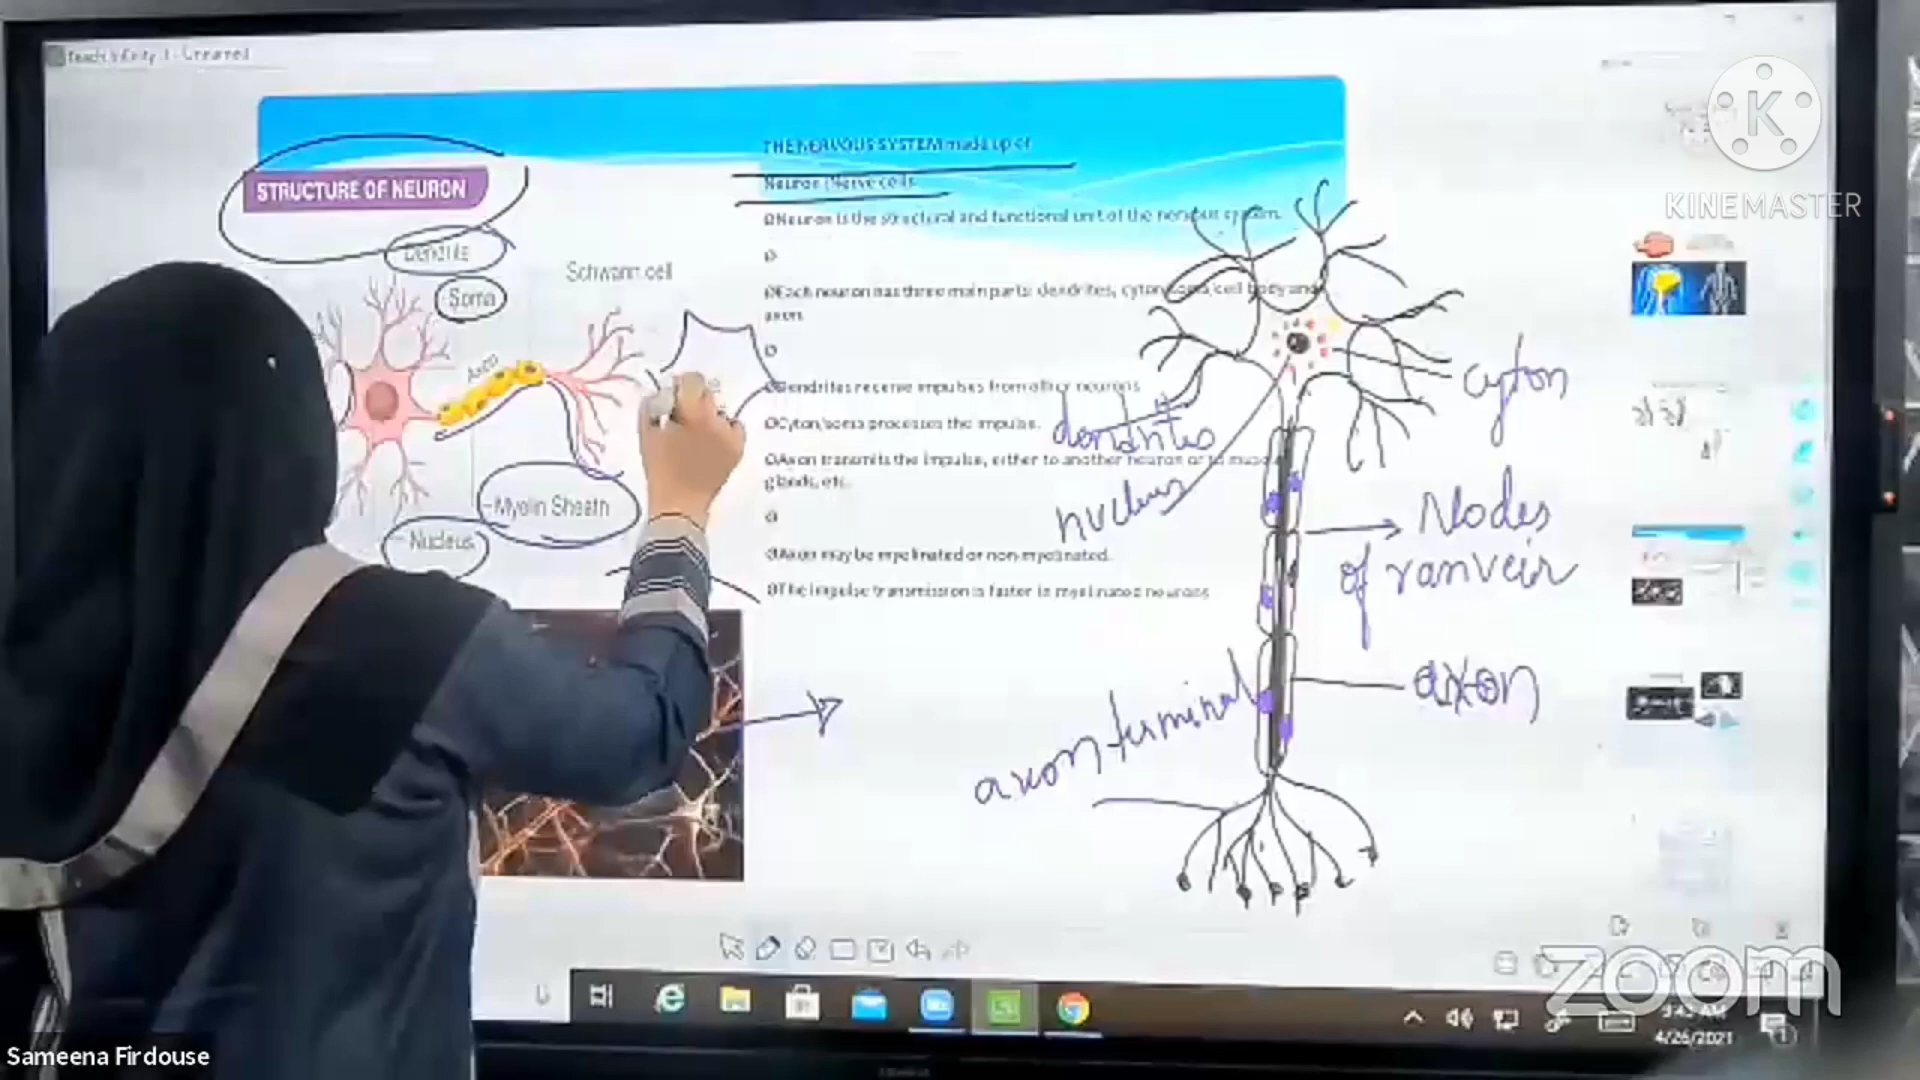 STRUCTURE OF NEURON
Dendrite
Soma
Schwann cell
Axon
Myelin Sheath
Nucleus
THE NERVOUS SYSTEM made up of
Neuron (Nerve cells
Neuron is the structural and functional unit of the nervous system.
Each neuron has three main parts: dendrites, cyton/soma/cell body and
axon.
Dendrites receive impulses from other neurons
Cyton/soma processes the impulse.
Axon transmits the impulse, either to another neuron or to muscle
glands, etc.
Axon may be myelinated or non-myelinated.
The impulse transmission is faster in myelinated neurons
cyton
dendrites
nucleus
Nodes
of ranveir
axon
axon terminal
KINEMASTER
zoom
4/26/2021
Sameena Firdouse